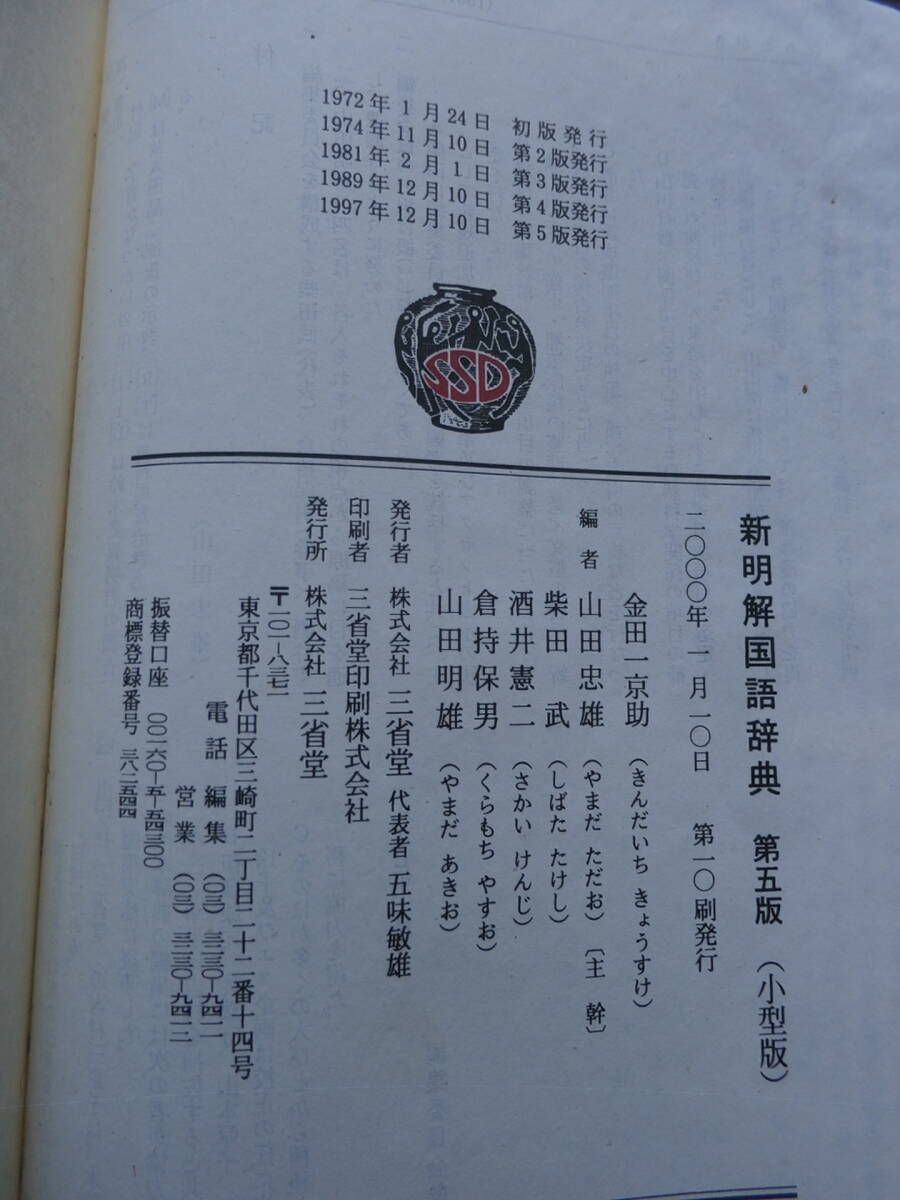 1972年1月24日 初版発行
1974年11月10日 第2版発行
1981年2月1日 第3版発行
1989年12月10日 第4版発行
1997年12月10日 第5版発行
SSD
新明解国語辞典 第五版 (小型版)
二〇〇〇年一月一〇日 第一〇刷発行
金田一京助 (きんだいち きょうすけ)
編者 山田忠雄 (やまだ ただお)〔主幹〕
柴田武 (しばた たけし)
酒井憲二 (さかい けんじ)
倉持保男 (くらもち やすお)
山田明雄 (やまだ あきお)
発行者 株式会社 三省堂 代表者 五味敏雄
印刷者 三省堂印刷株式会社
発行所 株式会社 三省堂
〒一〇一-八三七一
東京都千代田区三崎町二丁目二十二番十四号
電話 編集 (〇三)三二三〇-九四一一
営業 (〇三)三二三〇-九四一二
振替口座 〇〇一六〇-五-五四三〇〇
商標登録番号 三八二五四四